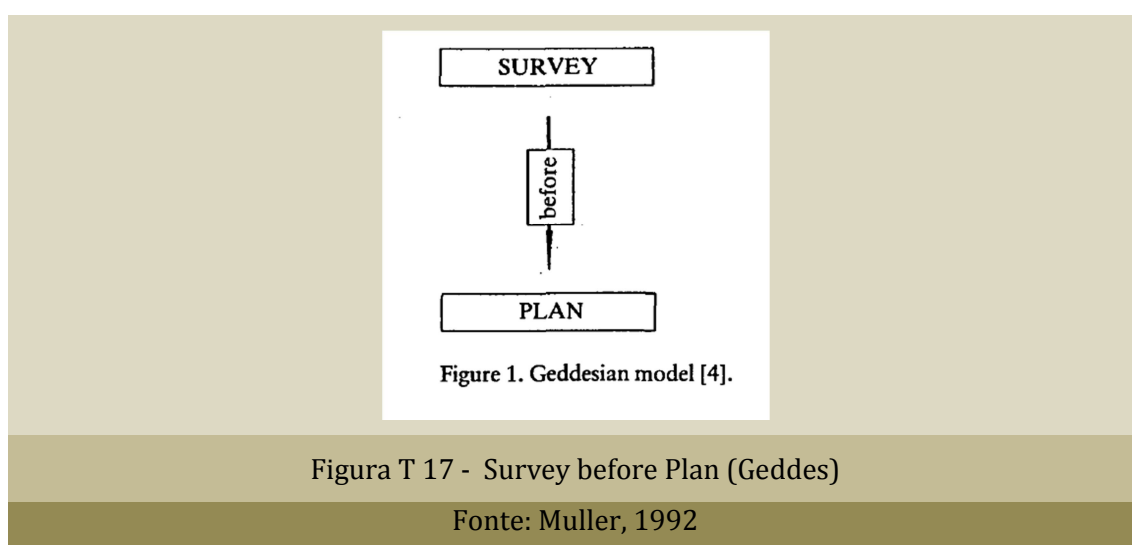 SURVEY
before
PLAN
Figure 1. Geddesian model [4].
Figura T 17 - Survey before Plan (Geddes)
Fonte: Muller, 1992